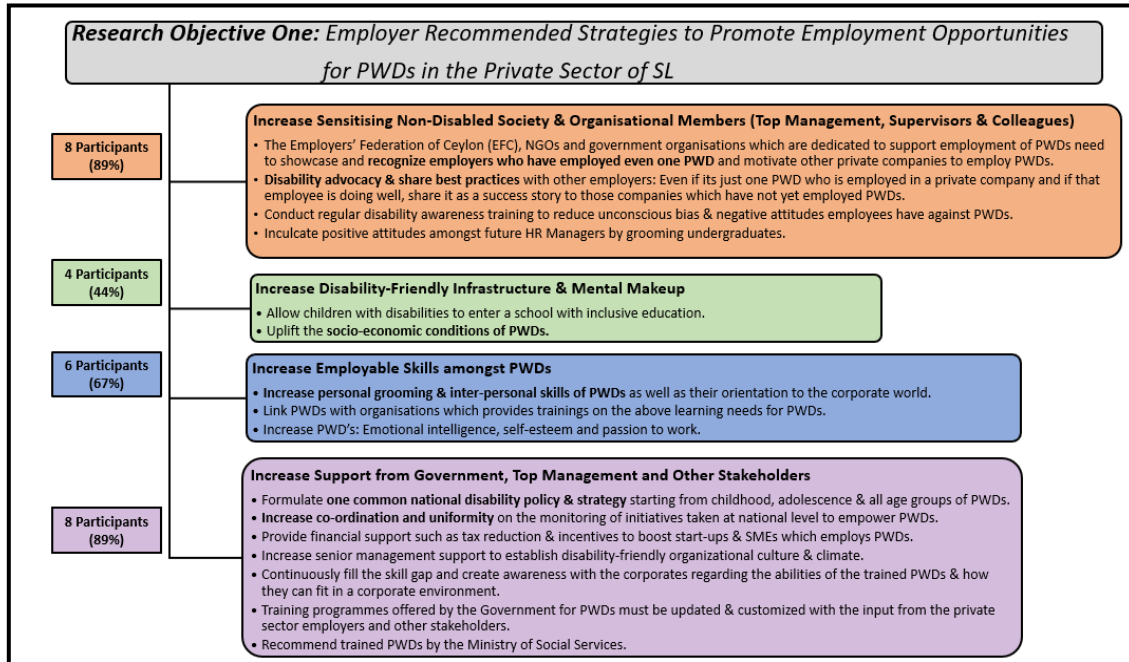 Research Objective One: Employer Recommended Strategies to Promote Employment Opportunities
for PWDs in the Private Sector of SL
8 Participants
(89%)
Increase Sensitising Non-Disabled Society & Organisational Members (Top Management, Supervisors & Colleagues)
• The Employers' Federation of Ceylon (EFC), NGOs and government organisations which are dedicated to support employment of PWDs need
to showcase and recognize employers who have employed even one PWD and motivate other private companies to employ PWDs.
• Disability advocacy & share best practices with other employers: Even if its just one PWD who is employed in a private company and if that
employee is doing well, share it as a success story to those companies which have not yet employed PWDs.
• Conduct regular disability awareness training to reduce unconscious bias & negative attitudes employees have against PWDs.
• Inculcate positive attitudes amongst future HR Managers by grooming undergraduates.
4 Participants
(44%)
Increase Disability-Friendly Infrastructure & Mental Makeup
• Allow children with disabilities to enter a school with inclusive education.
• Uplift the socio-economic conditions of PWDs.
6 Participants
(67%)
Increase Employable Skills amongst PWDs
• Increase personal grooming & inter-personal skills of PWDs as well as their orientation to the corporate world.
• Link PWDs with organisations which provides trainings on the above learning needs for PWDs.
• Increase PWD's: Emotional intelligence, self-esteem and passion to work.
8 Participants
(89%)
Increase Support from Government, Top Management and Other Stakeholders
• Formulate one common national disability policy & strategy starting from childhood, adolescence & all age groups of PWDs.
• Increase co-ordination and uniformity on the monitoring of initiatives taken at national level to empower PWDs.
• Provide financial support such as tax reduction & incentives to boost start-ups & SMEs which employs PWDs.
• Increase senior management support to establish disability-friendly organizational culture & climate.
• Continuously fill the skill gap and create awareness with the corporates regarding the abilities of the trained PWDs & how
they can fit in a corporate environment.
• Training programmes offered by the Government for PWDs must be updated & customized with the input from the private
sector employers and other stakeholders.
• Recommend trained PWDs by the Ministry of Social Services.